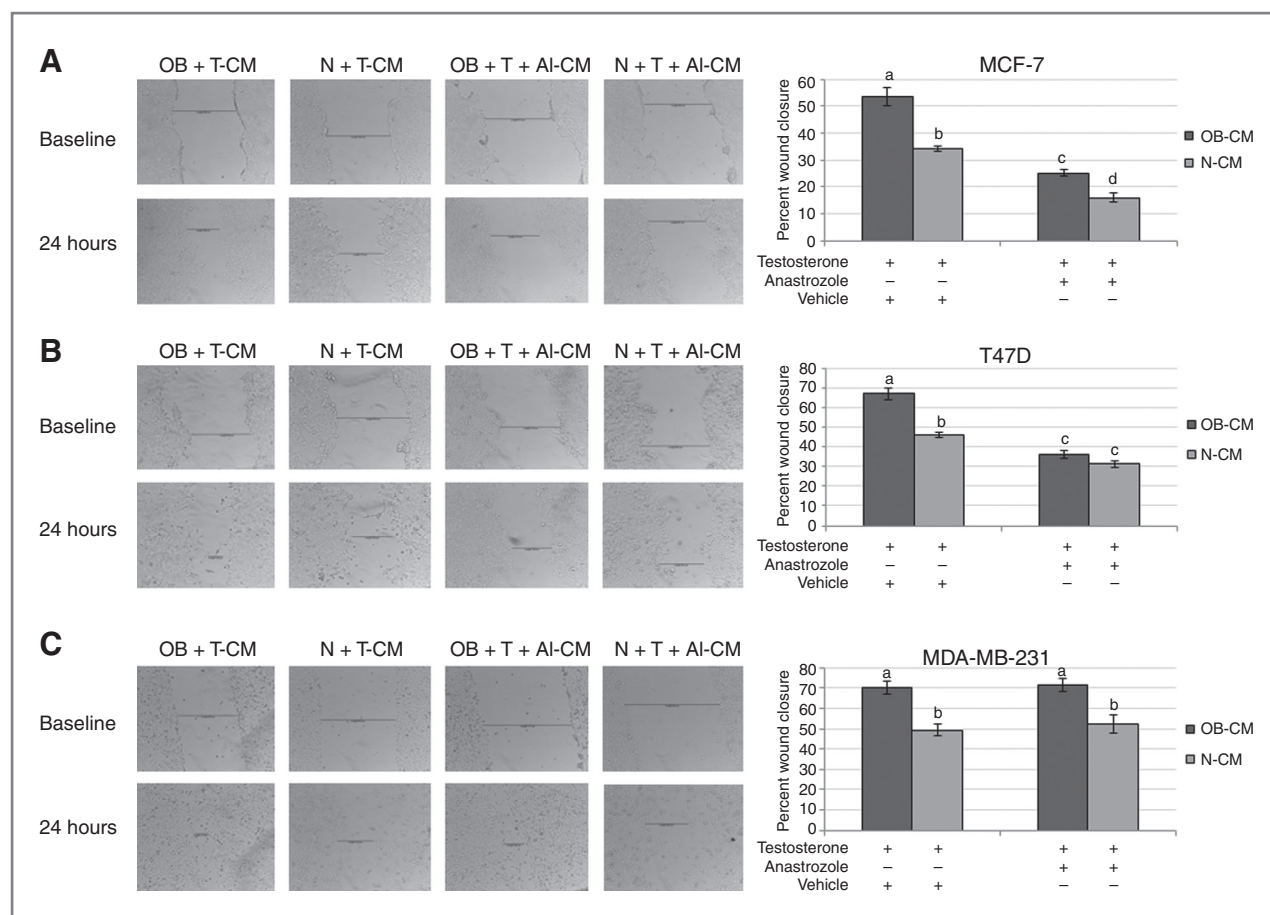 A
OB + T-CM N + T-CM OB + T + AI-CM N + T + AI-CM
Baseline
24 hours
MCF-7
Percent wound closure
60
50
40
30
20
10
0
a
b
c
d
OB-CM
N-CM
Testosterone + + + +
Anastrozole – – + +
Vehicle + + – –
B
OB + T-CM N + T-CM OB + T + AI-CM N + T + AI-CM
Baseline
24 hours
T47D
Percent wound closure
80
70
60
50
40
30
20
10
0
a
b
c
c
OB-CM
N-CM
Testosterone + + + +
Anastrozole – – + +
Vehicle + + – –
C
OB + T-CM N + T-CM OB + T + AI-CM N + T + AI-CM
Baseline
24 hours
MDA-MB-231
Percent wound closure
80
70
60
50
40
30
20
10
0
a
b
a
b
OB-CM
N-CM
Testosterone + + + +
Anastrozole – – + +
Vehicle + + – –